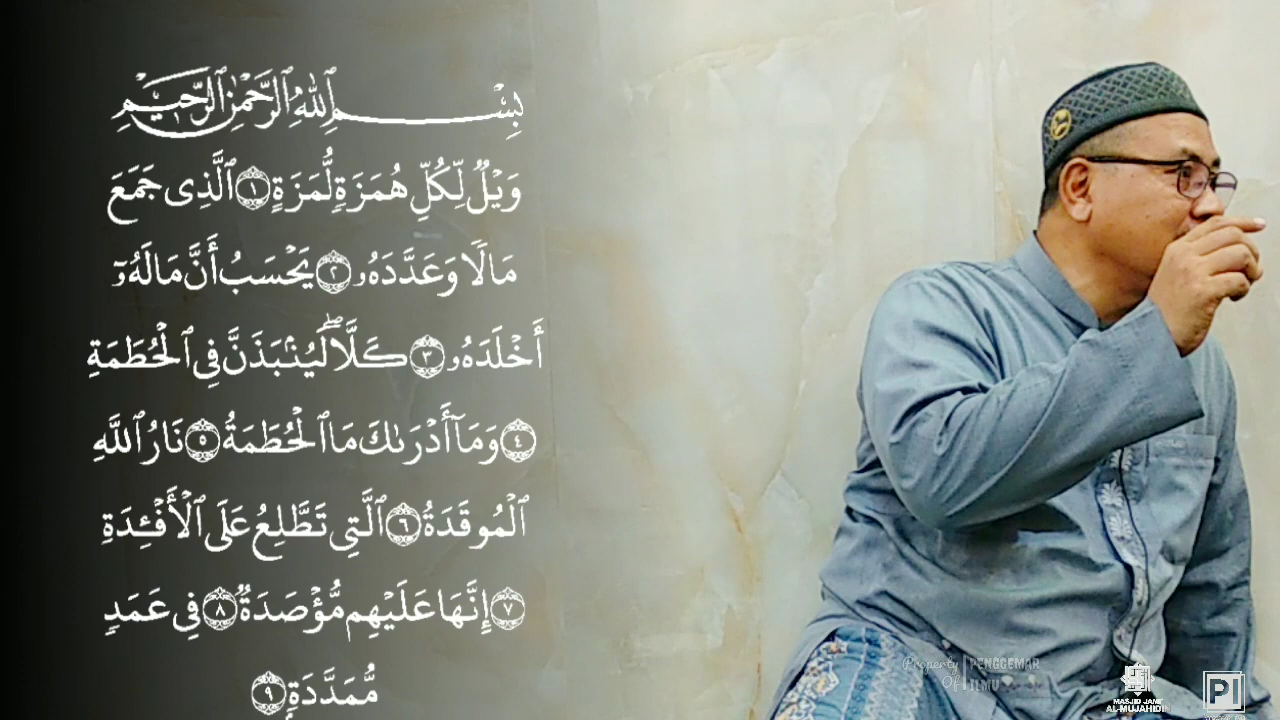 بِسْمِ ٱللَّهِ ٱلرَّحْمَٰنِ ٱلرَّحِيمِ
وَيْلٌ لِّكُلِّ هُمَزَةٍ لُّمَزَةٍ ١ ٱلَّذِى جَمَعَ
مَالًا وَعَدَّدَهُۥ ٢ يَحْسَبُ أَنَّ مَالَهُۥٓ
أَخْلَدَهُۥ ٣ كَلَّا ۖ لَيُنۢبَذَنَّ فِى ٱلْحُطَمَةِ
٤ وَمَآ أَدْرَىٰكَ مَا ٱلْحُطَمَةُ ٥ نَارُ ٱللَّهِ
ٱلْمُوقَدَةُ ٦ ٱلَّتِى تَطَّلِعُ عَلَى ٱلْأَفْـِٔدَةِ
٧ إِنَّهَا عَلَيْهِم مُّؤْصَدَةٌ ٨ فِى عَمَدٍ
مُّمَدَّدَةٍۭ ٩
Property Of | PENGGEMAR ILMU
MASJID JAMI'
AL-MUJAHIDIN
PI